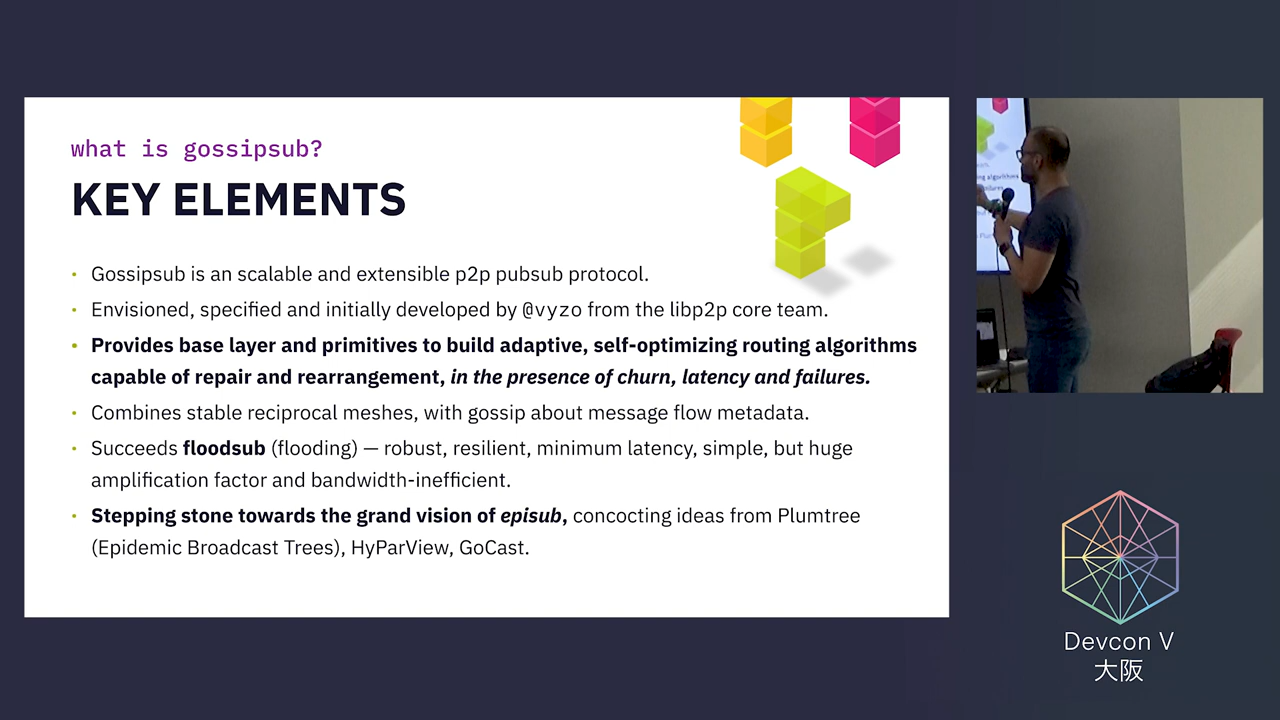 what is gossipsub?
KEY ELEMENTS
• Gossipsub is an scalable and extensible p2p pubsub protocol.
• Envisioned, specified and initially developed by @vyzo from the libp2p core team.
• Provides base layer and primitives to build adaptive, self-optimizing routing algorithms
capable of repair and rearrangement, in the presence of churn, latency and failures.
• Combines stable reciprocal meshes, with gossip about message flow metadata.
• Succeeds floodsub (flooding) — robust, resilient, minimum latency, simple, but huge
amplification factor and bandwidth-inefficient.
• Stepping stone towards the grand vision of episub, concocting ideas from Plumtree
(Epidemic Broadcast Trees), HyParView, GoCast.
algorithms
Devcon V
大阪